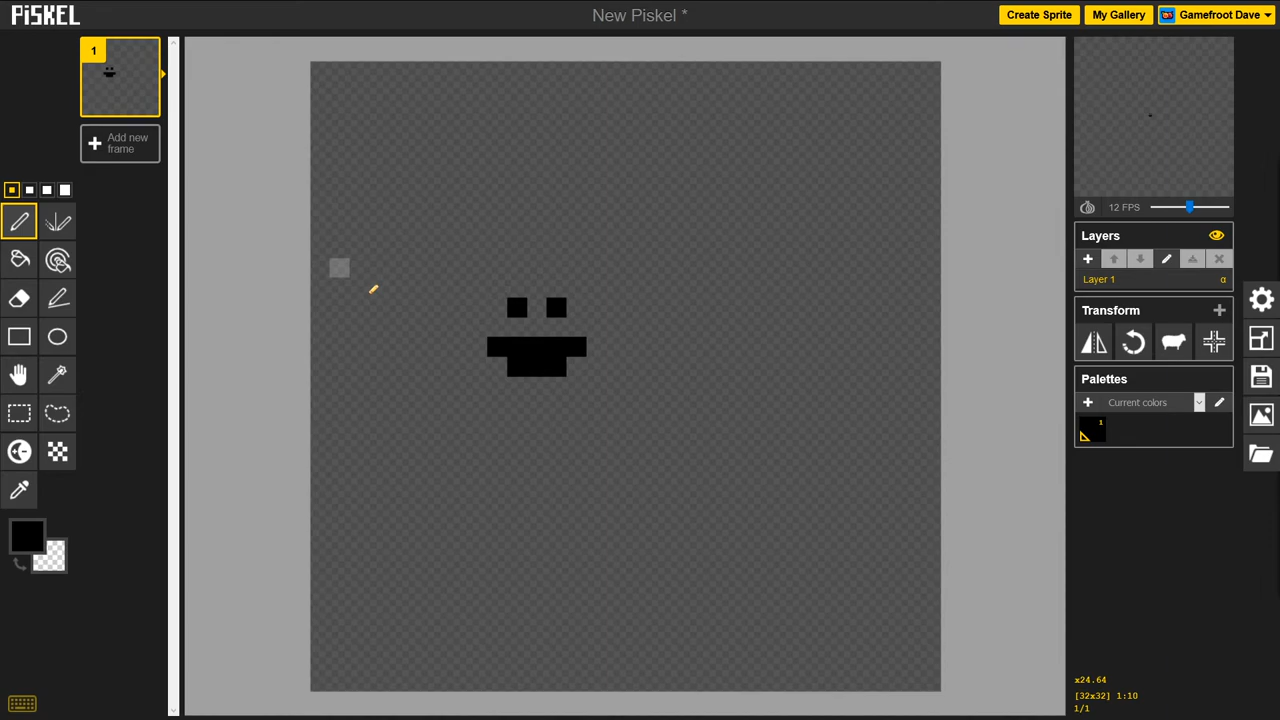 PiSKEL
New Piskel *
Create Sprite
My Gallery
Gamefroot Dave
1
Add new
frame
12 FPS
Layers
Layer 1
α
Transform
Palettes
Current colors
1
x24.64
[32x32] 1:10
1/1